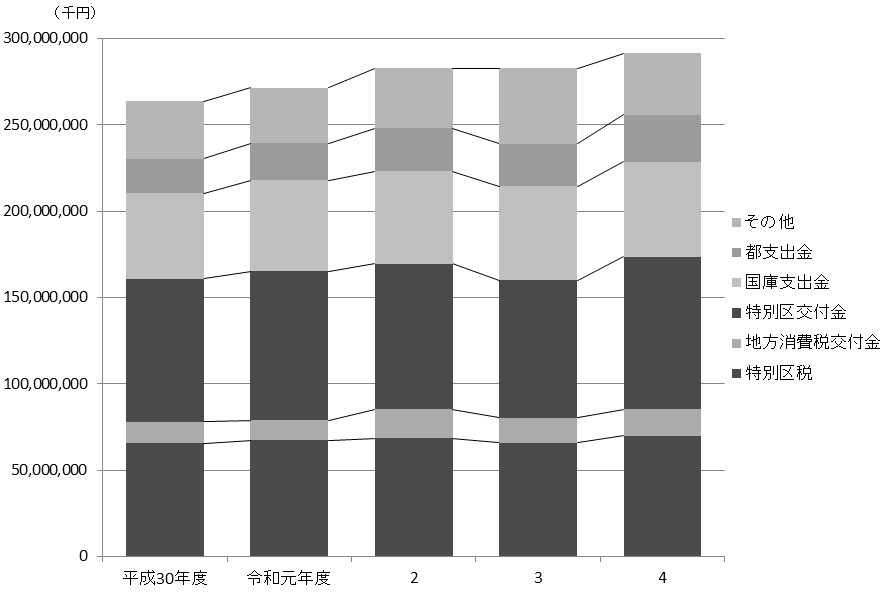 （千円）
300,000,000
250,000,000
200,000,000
150,000,000
100,000,000
50,000,000
0
平成30年度
令和元年度
2
3
4
その他
都支出金
国庫支出金
特別区交付金
地方消費税交付金
特別区税